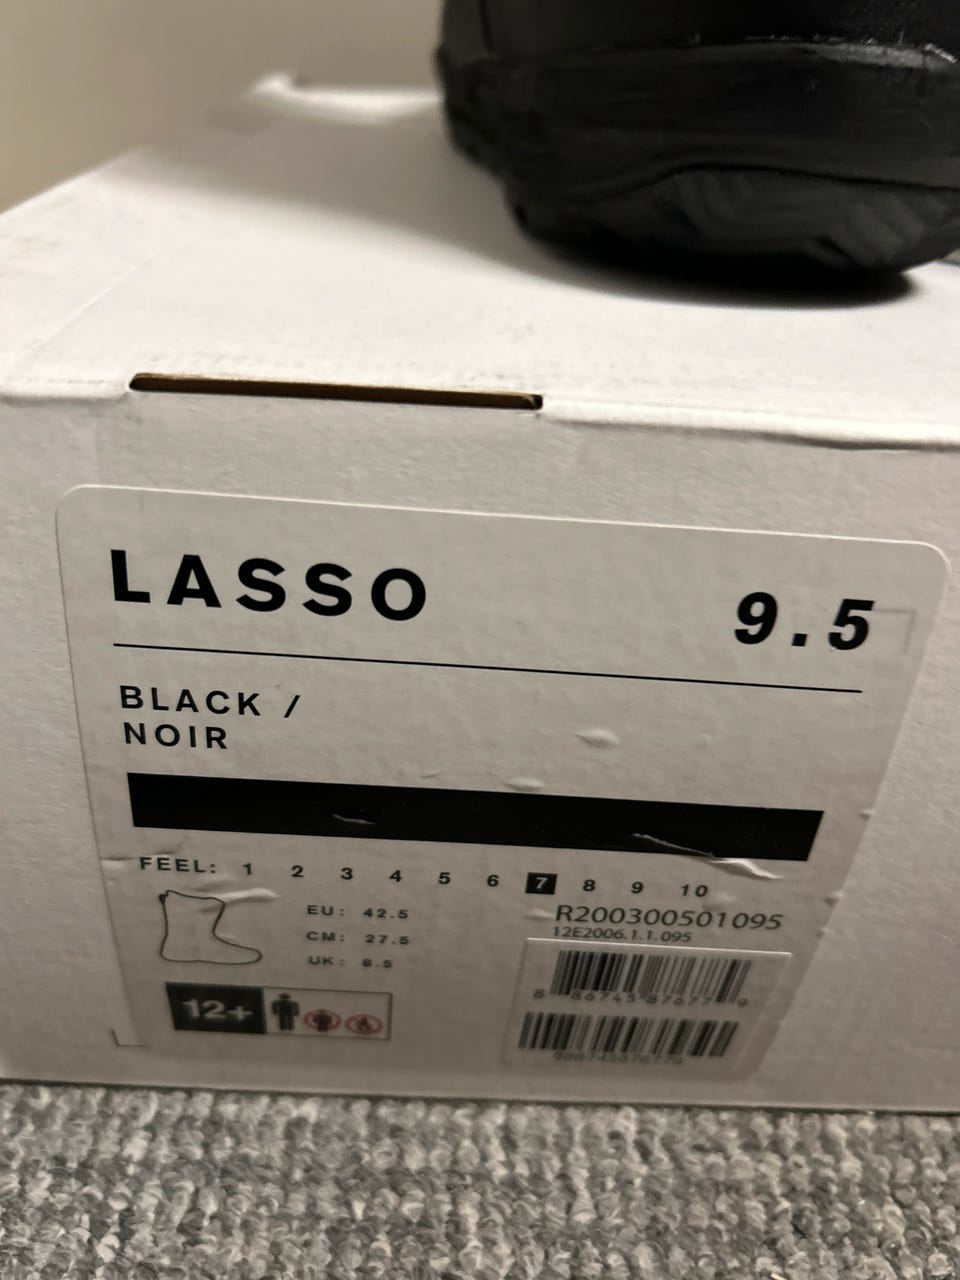 LASSO
9.5
BLACK /
NOIR
FEEL: 1 2 3 4 5 6 7 8 9 10
EU: 42.5
CM: 27.5
UK: 8.5
R200300501095
12E2006.1.1.095
12+